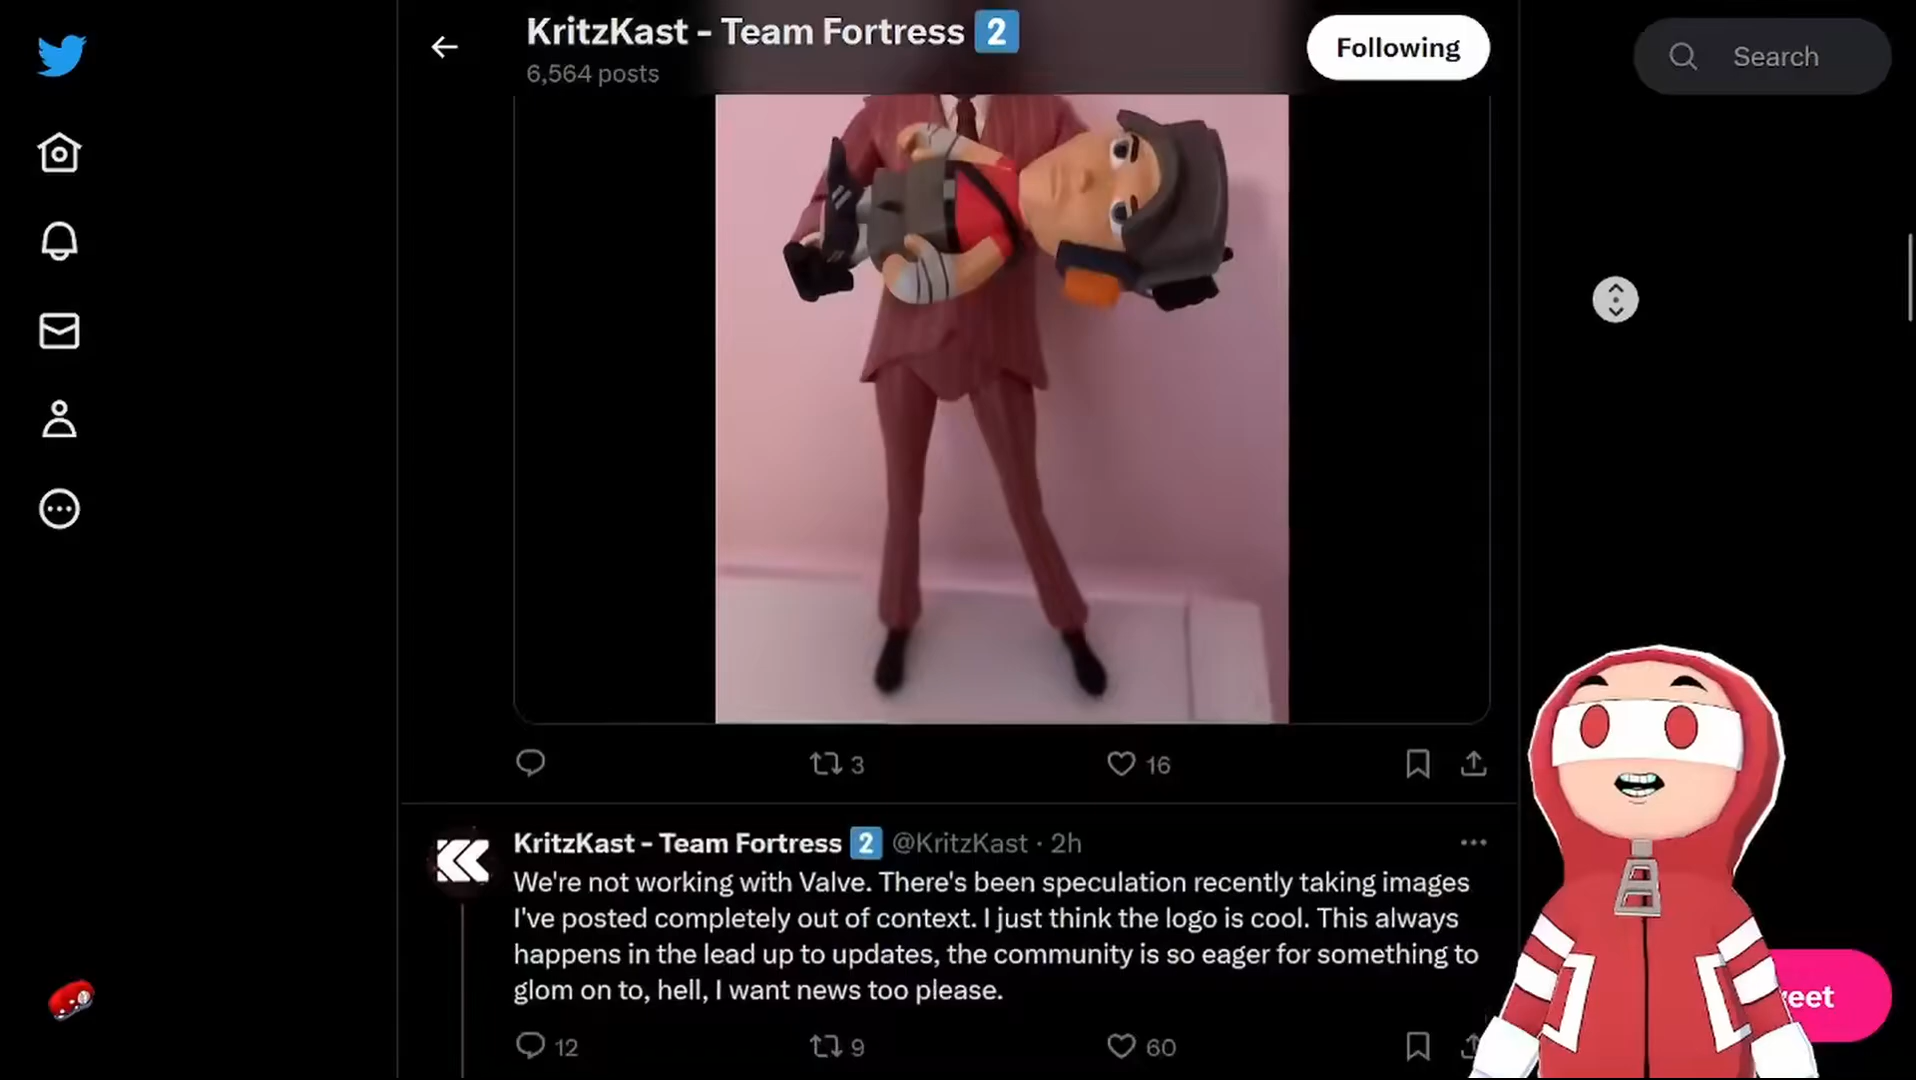 KritzKast - Team Fortress 2
6,564 posts
Following
Search
3
16
KritzKast - Team Fortress 2 @KritzKast · 2h
We're not working with Valve. There's been speculation recently taking images
I've posted completely out of context. I just think the logo is cool. This always
happens in the lead up to updates, the community is so eager for something to
glom on to, hell, I want news too please.
12
9
60